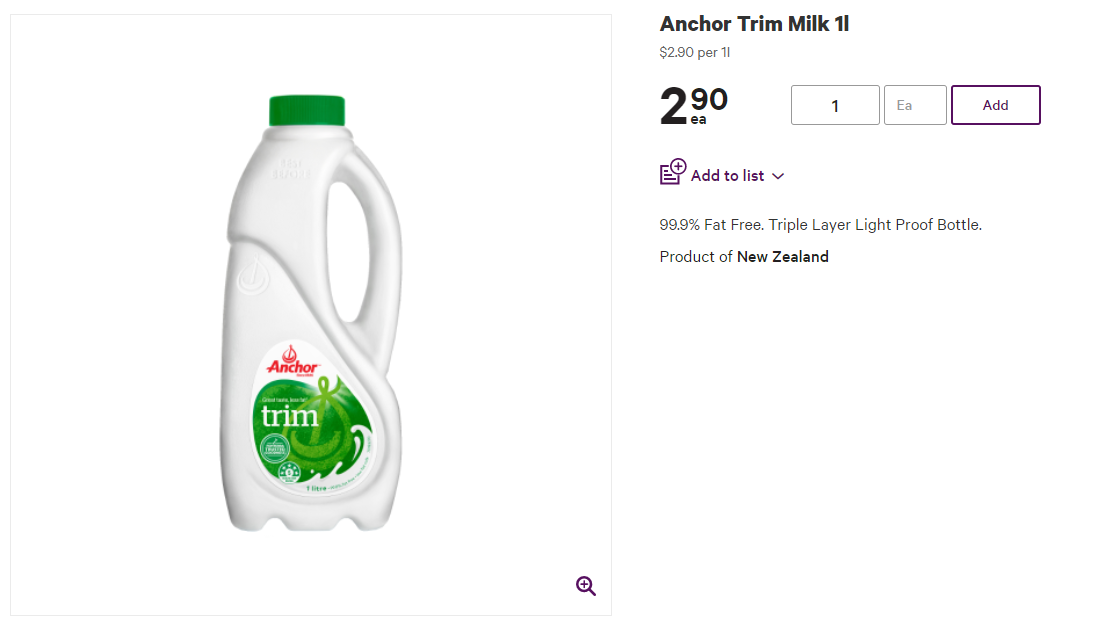 Anchor Trim Milk 1l
$2.90 per 1l
2 90 ea
1
Ea
Add
Add to list
99.9% Fat Free. Triple Layer Light Proof Bottle.
Product of New Zealand
Anchor
trim
1 litre